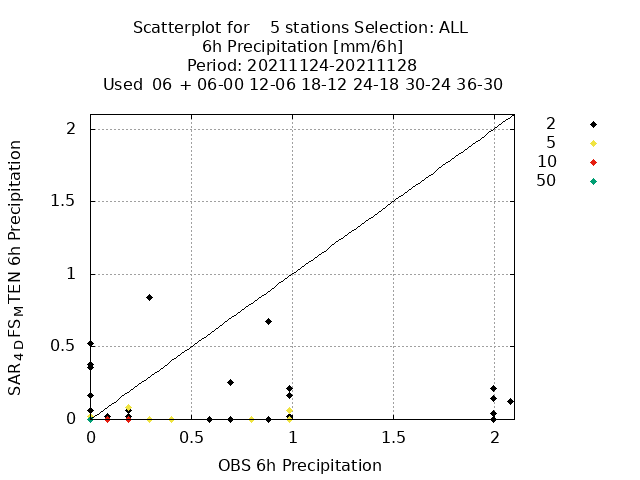 Scatterplot for    5 stations Selection: ALL
6h Precipitation [mm/6h]
Period: 20211124-20211128
Used  06 + 06-00 12-06 18-12 24-18 30-24 36-30
2
5
10
50
SAR4DFSMTEN 6h Precipitation
2
1.5
1
0.5
0
0 0.5 1 1.5 2
OBS 6h Precipitation